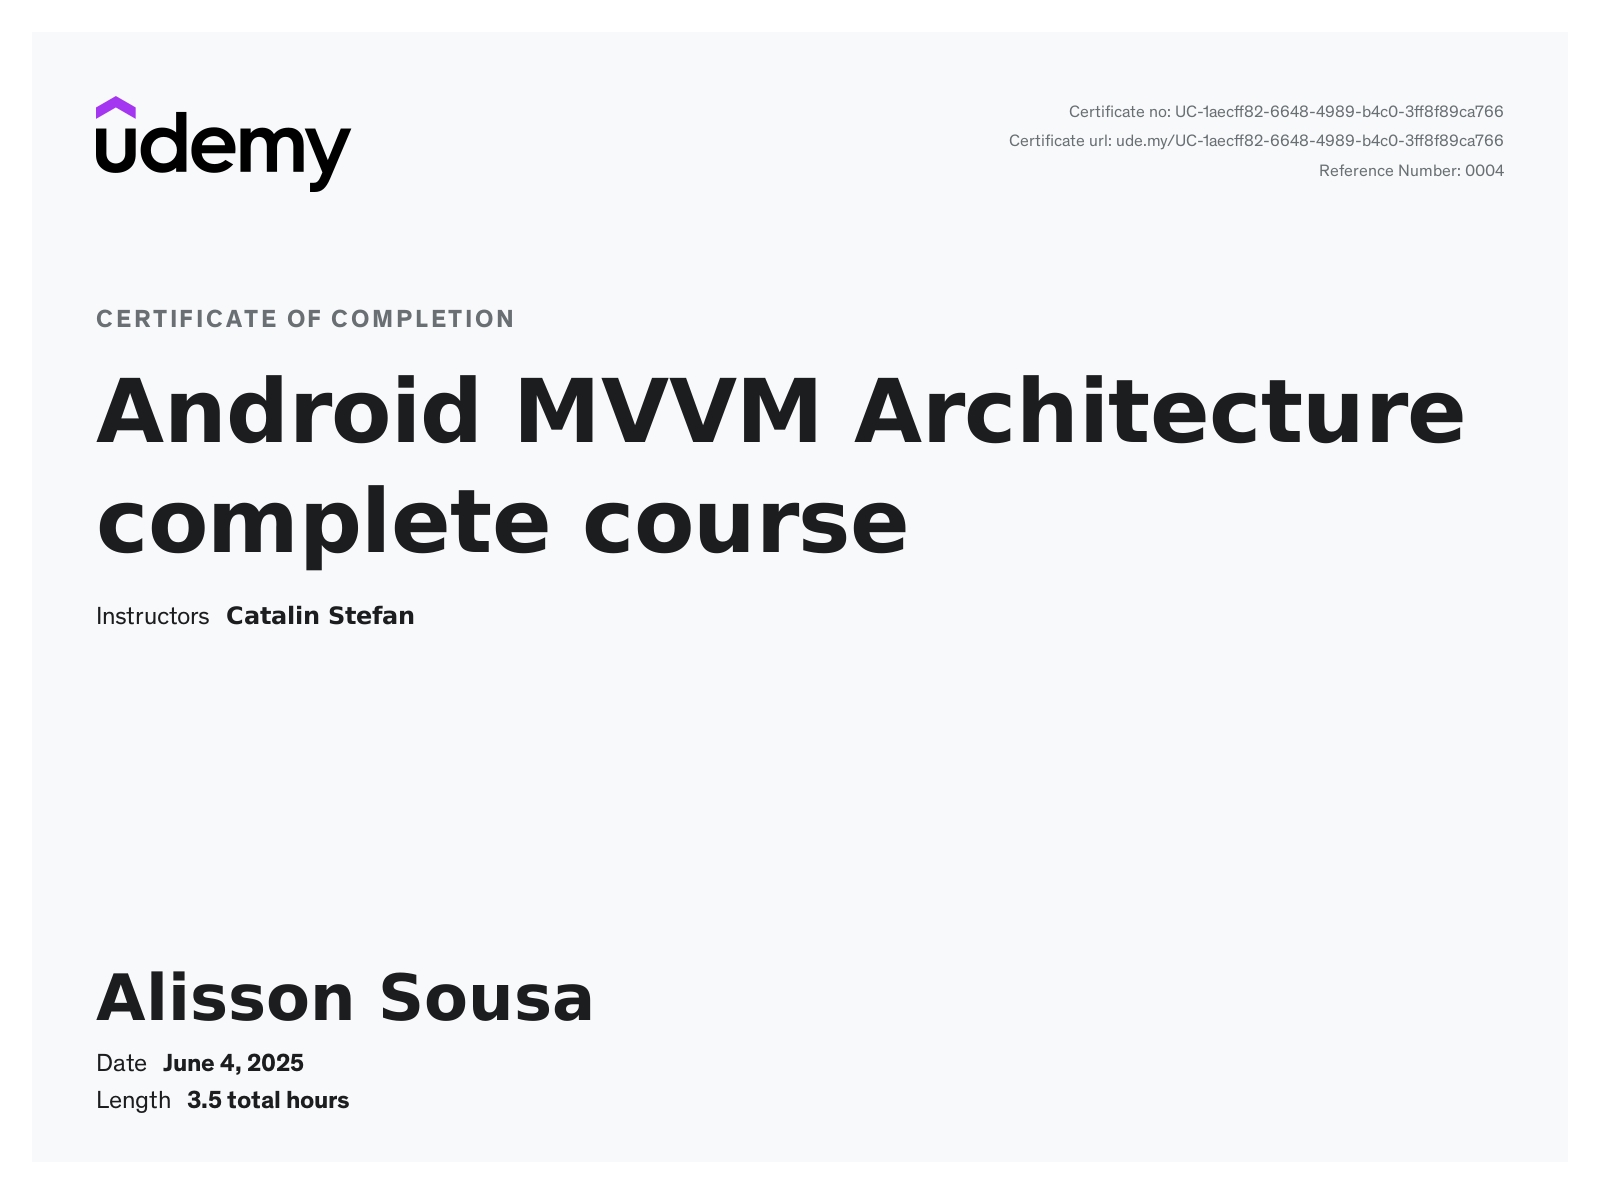 udemy
Certificate no: UC-1aecff82-6648-4989-b4c0-3ff8f89ca766
Certificate url: ude.my/UC-1aecff82-6648-4989-b4c0-3ff8f89ca766
Reference Number: 0004
CERTIFICATE OF COMPLETION
Android MVVM Architecture
complete course
Instructors Catalin Stefan
Alisson Sousa
Date June 4, 2025
Length 3.5 total hours